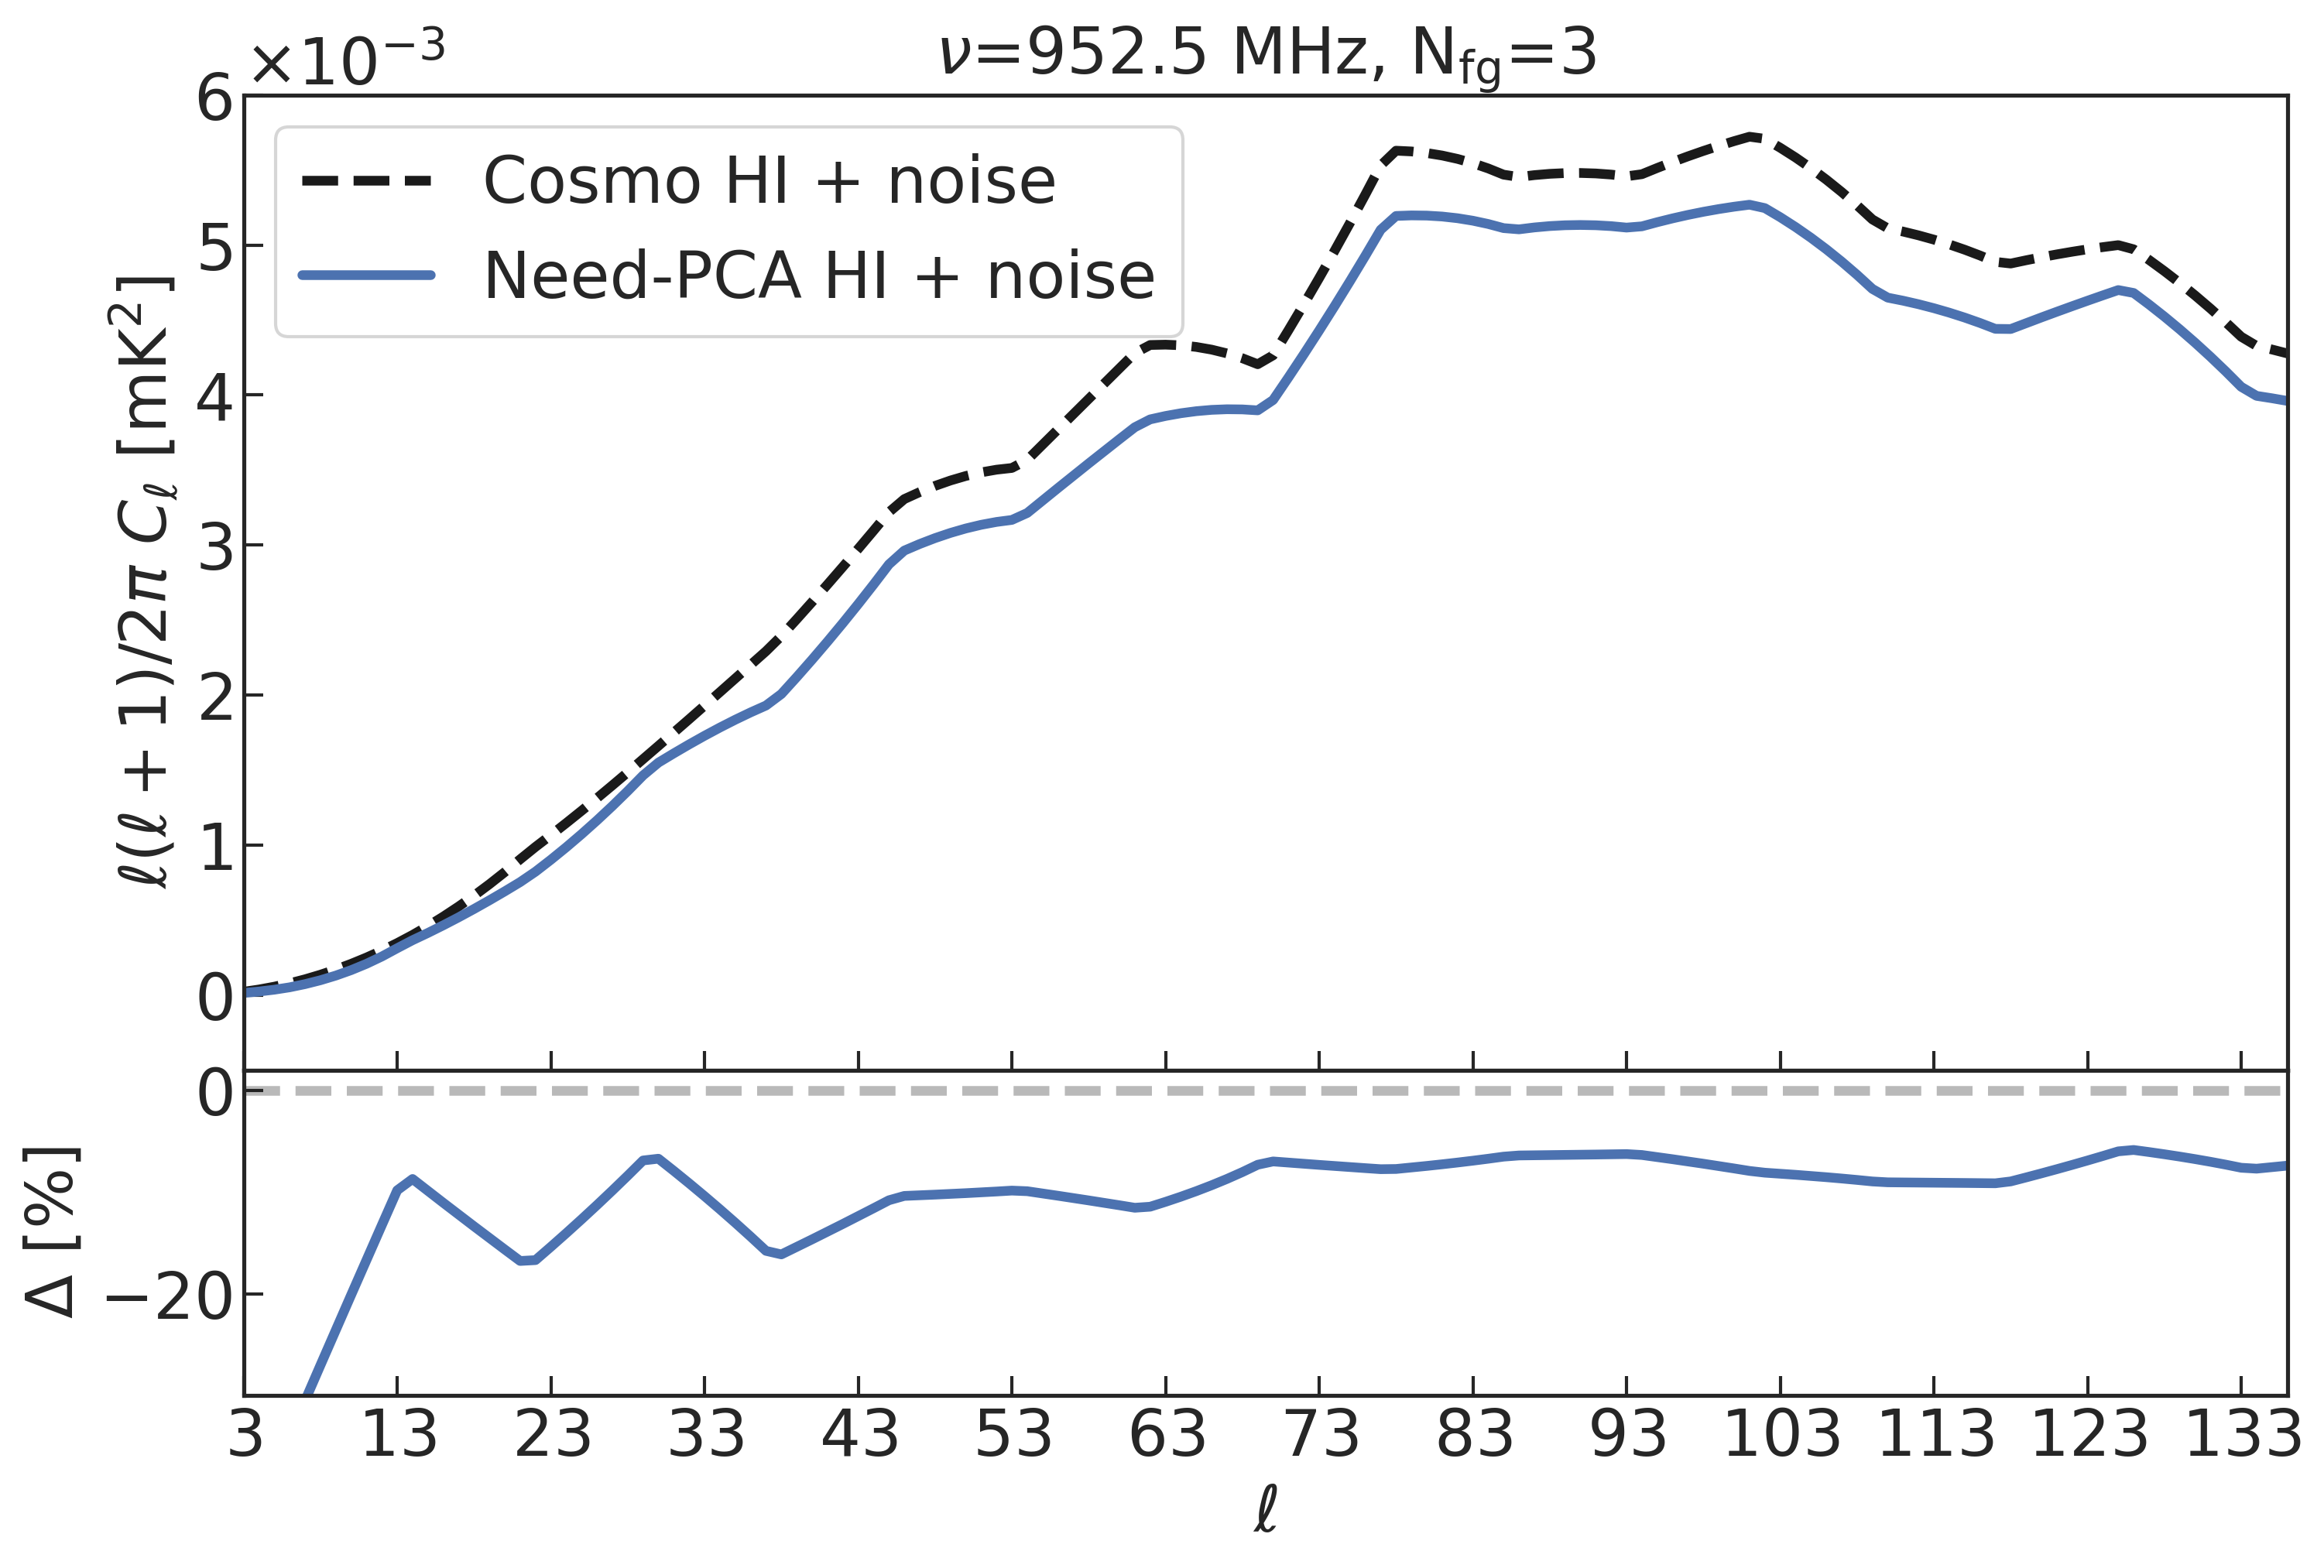 ×10⁻³
ν=952.5 MHz, N_fg=3
6
5
4
3
2
1
0
ℓ(ℓ + 1)/2π C_ℓ [mK²]
Cosmo HI + noise
Need-PCA HI + noise
0
−20
Δ [%]
3 13 23 33 43 53 63 73 83 93 103 113 123 133
ℓ